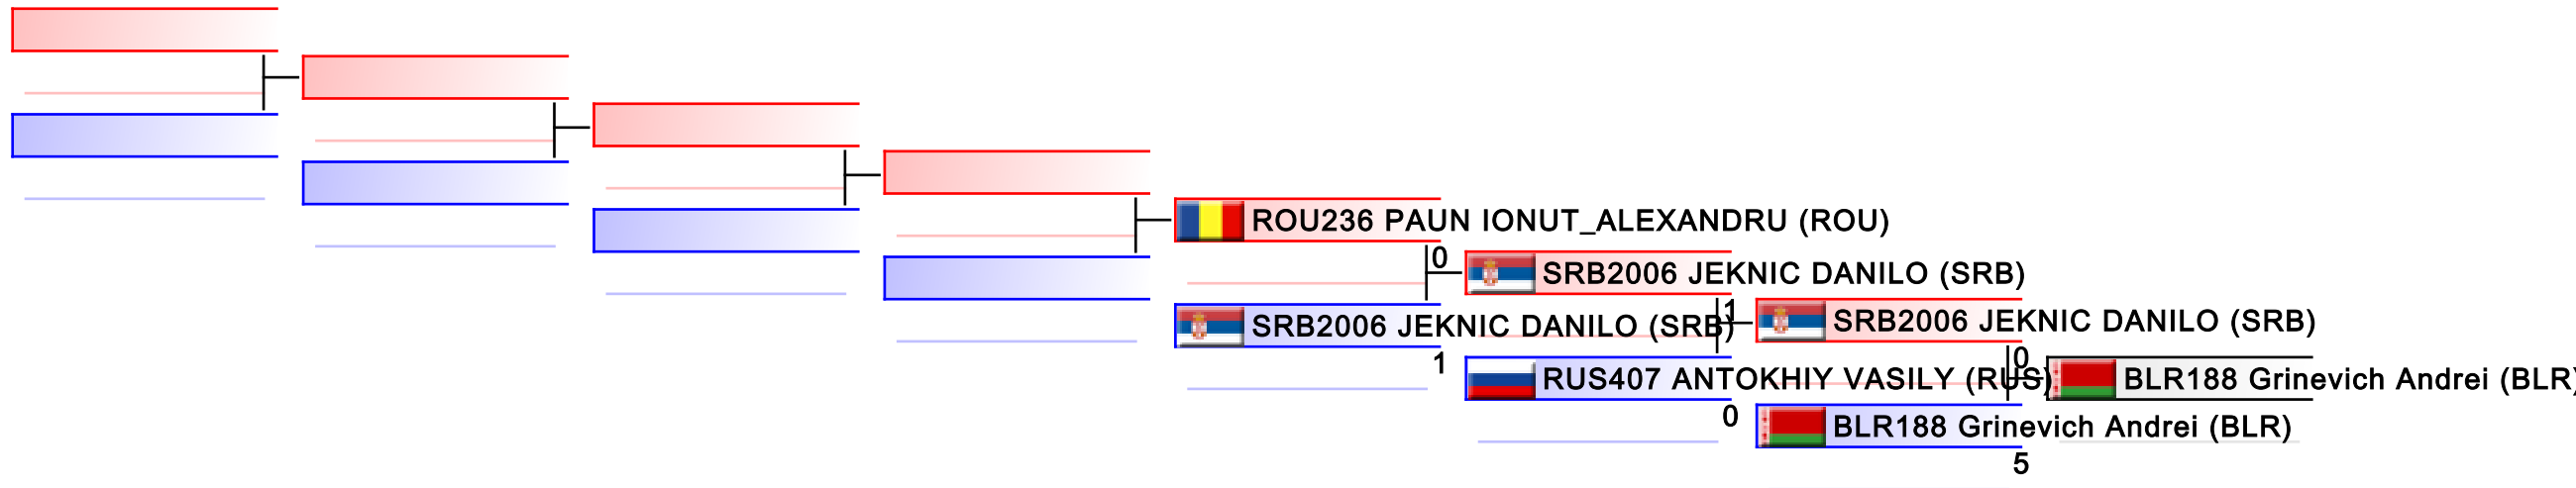 ROU236 PAUN IONUT_ALEXANDRU (ROU)
0
SRB2006 JEKNIC DANILO (SRB)
1
SRB2006 JEKNIC DANILO (SRB)
SRB2006 JEKNIC DANILO (SRB)
1
0
RUS407 ANTOKHIY VASILY (RUS)
BLR188 Grinevich Andrei (BLR)
0
BLR188 Grinevich Andrei (BLR)
5